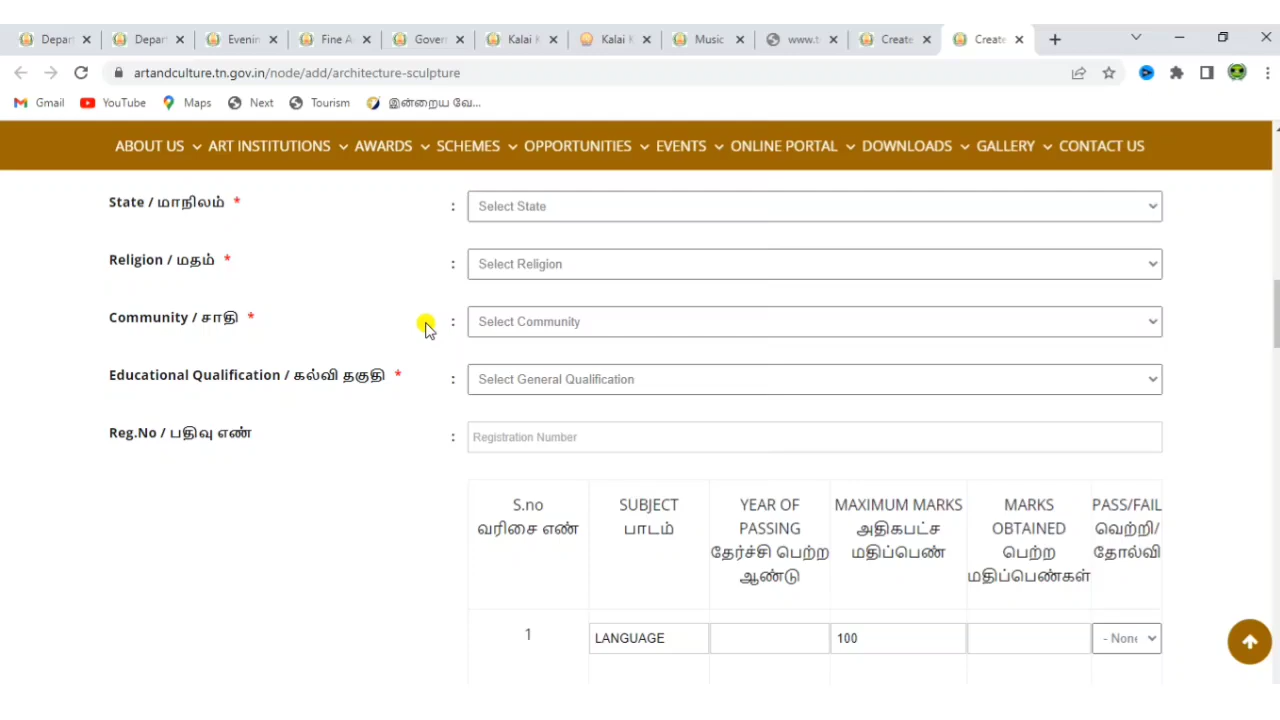 Depar
Depar
Evenin
Fine A
Gover
Kalai
Kalai
Music
www.t
Create
Create
artandculture.tn.gov.in/node/add/architecture-sculpture
Gmail YouTube Maps Next Tourism இன்றைய வே...
ABOUT US ART INSTITUTIONS AWARDS SCHEMES OPPORTUNITIES EVENTS ONLINE PORTAL DOWNLOADS GALLERY CONTACT US
State / மாநிலம் * : Select State
Religion / மதம் * : Select Religion
Community / சாதி * : Select Community
Educational Qualification / கல்வி தகுதி * : Select General Qualification
Reg.No / பதிவு எண் : Registration Number
S.no
வரிசை எண்
SUBJECT
பாடம்
YEAR OF
PASSING
தேர்ச்சி பெற்ற
ஆண்டு
MAXIMUM MARKS
அதிகபட்ச
மதிப்பெண்
MARKS
OBTAINED
பெற்ற
மதிப்பெண்கள்
PASS/FAIL
வெற்றி/
தோல்வி
1 LANGUAGE 100 - None